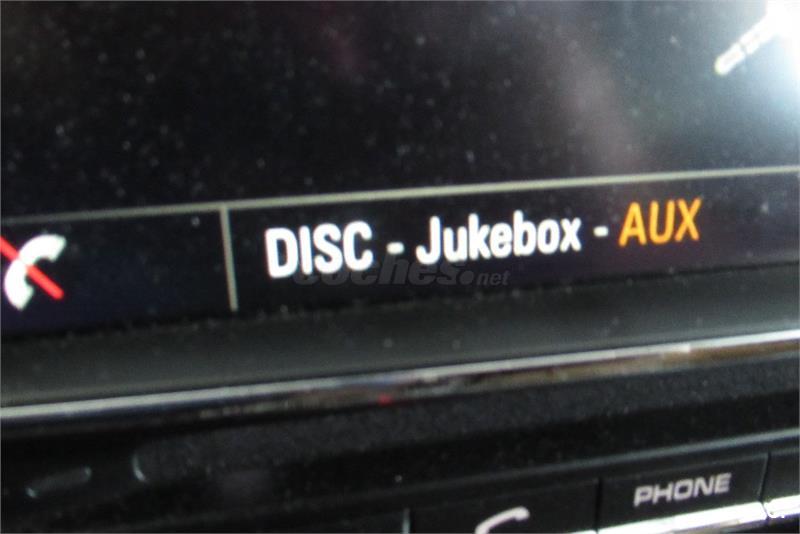 DISC - Jukebox - AUX
coches.net
PHONE